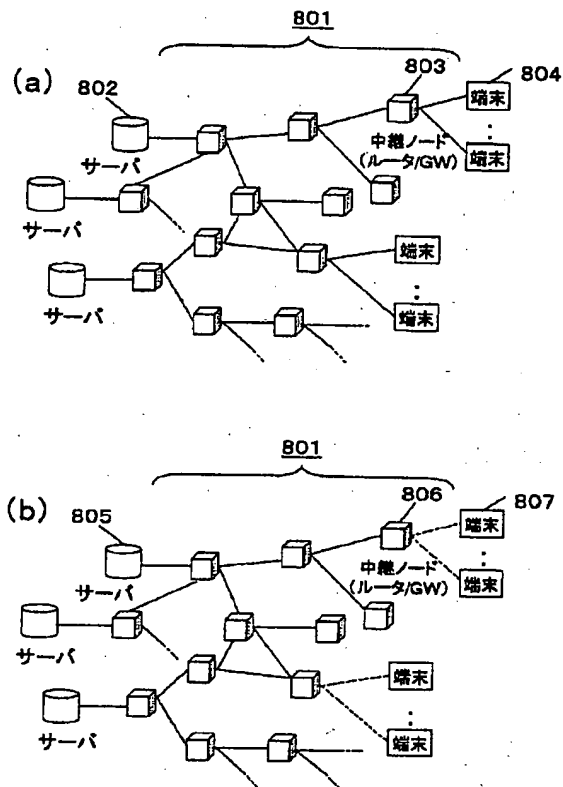 801
(a)
802
803
804
端末
サーバ
中継ノード
(ルータ/GW)
端末
サーバ
サーバ
端末
端末
801
(b)
805
806
807
端末
サーバ
中継ノード
(ルータ/GW)
端末
サーバ
端末
サーバ
端末